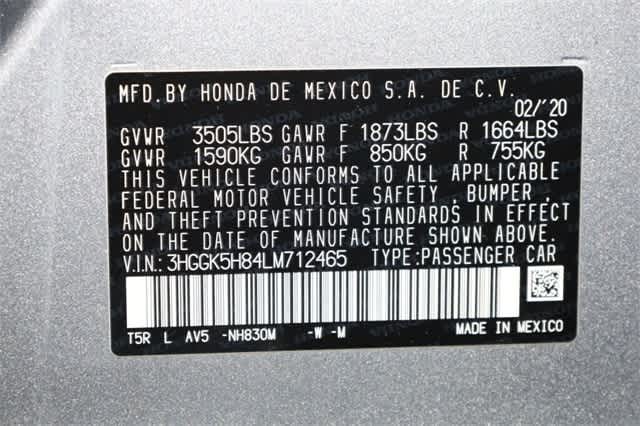 MFD.BY HONDA DE MEXICO S.A. DE C.V.
02/'20
GVWR 3505LBS GAWR F 1873LBS R 1664LBS
GVWR 1590KG GAWR F 850KG R 755KG
THIS VEHICLE CONFORMS TO ALL APPLICABLE
FEDERAL MOTOR VEHICLE SAFETY , BUMPER ,
AND THEFT PREVENTION STANDARDS IN EFFECT
ON THE DATE OF MANUFACTURE SHOWN ABOVE.
V.I.N.: 3HGGK5H84LM712465 TYPE:PASSENGER CAR
T5R L AV5 -NH830M -W -M MADE IN MEXICO